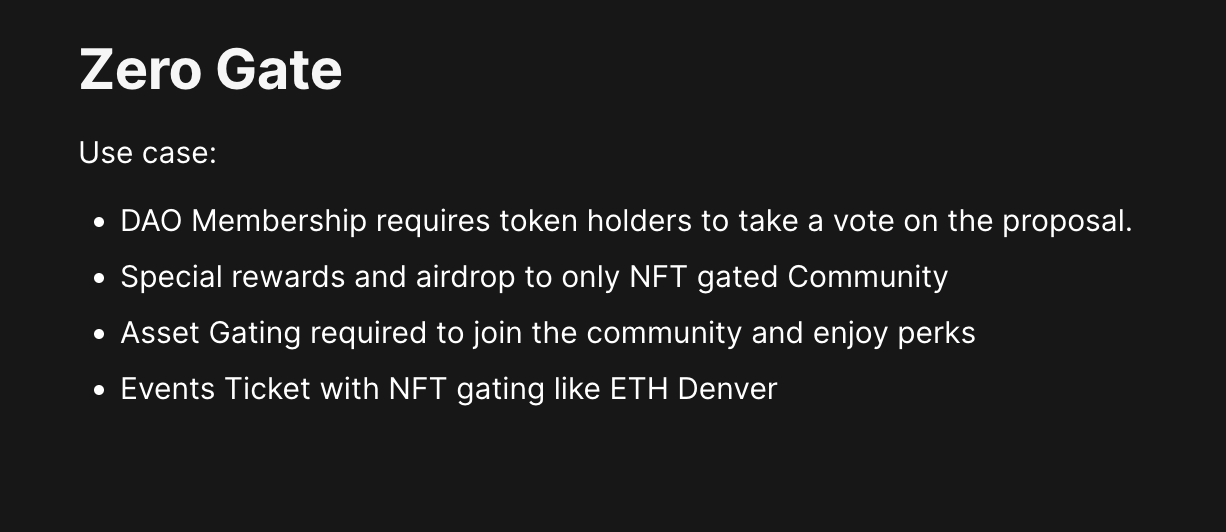 Zero Gate
Use case:
• DAO Membership requires token holders to take a vote on the proposal.
• Special rewards and airdrop to only NFT gated Community
• Asset Gating required to join the community and enjoy perks
• Events Ticket with NFT gating like ETH Denver